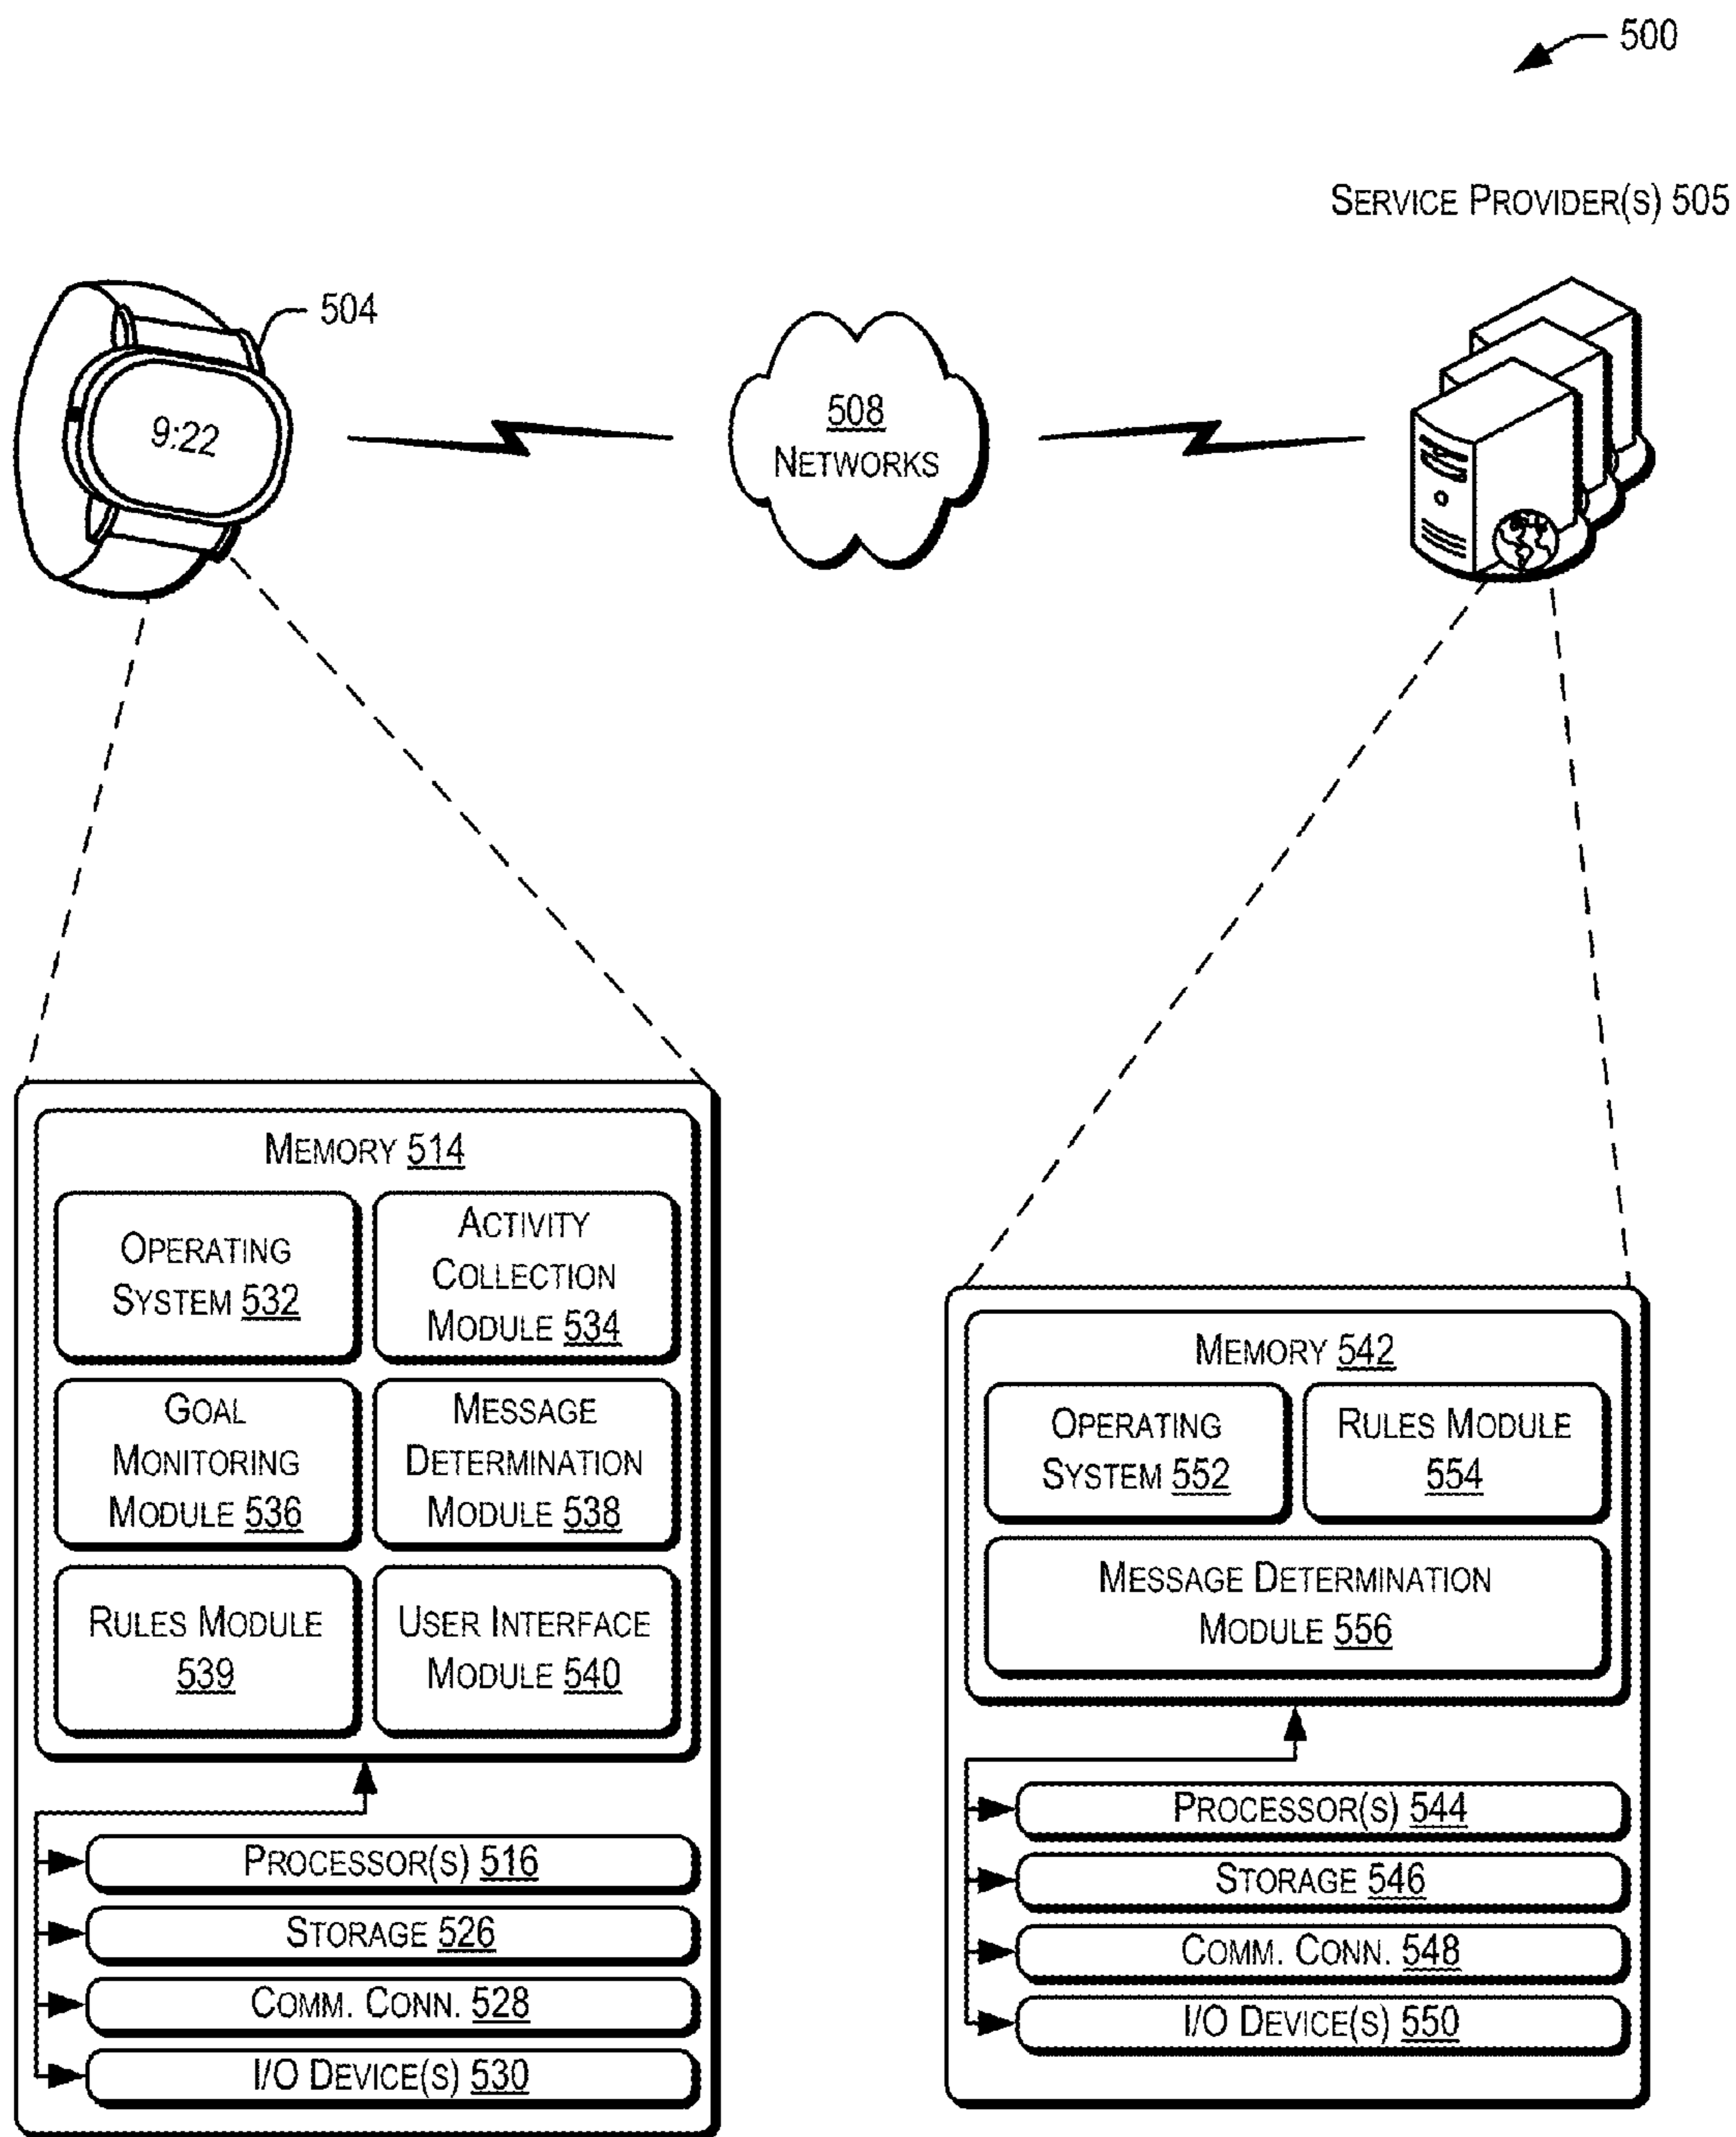 500
SERVICE PROVIDER(S) 505
504
9:22
508
NETWORKS
MEMORY 514
OPERATING
SYSTEM 532
ACTIVITY
COLLECTION
MODULE 534
GOAL
MONITORING
MODULE 536
MESSAGE
DETERMINATION
MODULE 538
RULES MODULE
539
USER INTERFACE
MODULE 540
PROCESSOR(S) 516
STORAGE 526
COMM. CONN. 528
I/O DEVICE(S) 530
MEMORY 542
OPERATING
SYSTEM 552
RULES MODULE
554
MESSAGE DETERMINATION
MODULE 556
PROCESSOR(S) 544
STORAGE 546
COMM. CONN. 548
I/O DEVICE(S) 550